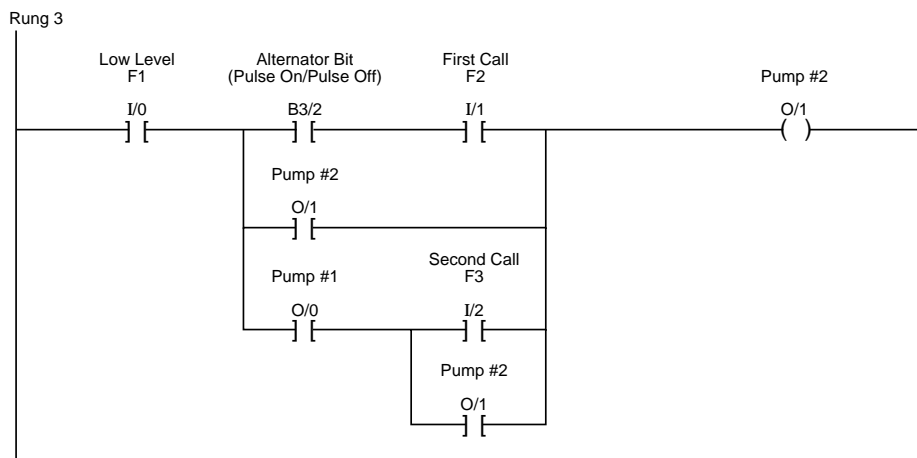 Rung 3
Low Level
F1
Alternator Bit
(Pulse On/Pulse Off)
First Call
F2
Pump #2
I/0
B3/2
I/1
O/1
Pump #2
O/1
Pump #1
Second Call
F3
O/0
I/2
Pump #2
O/1